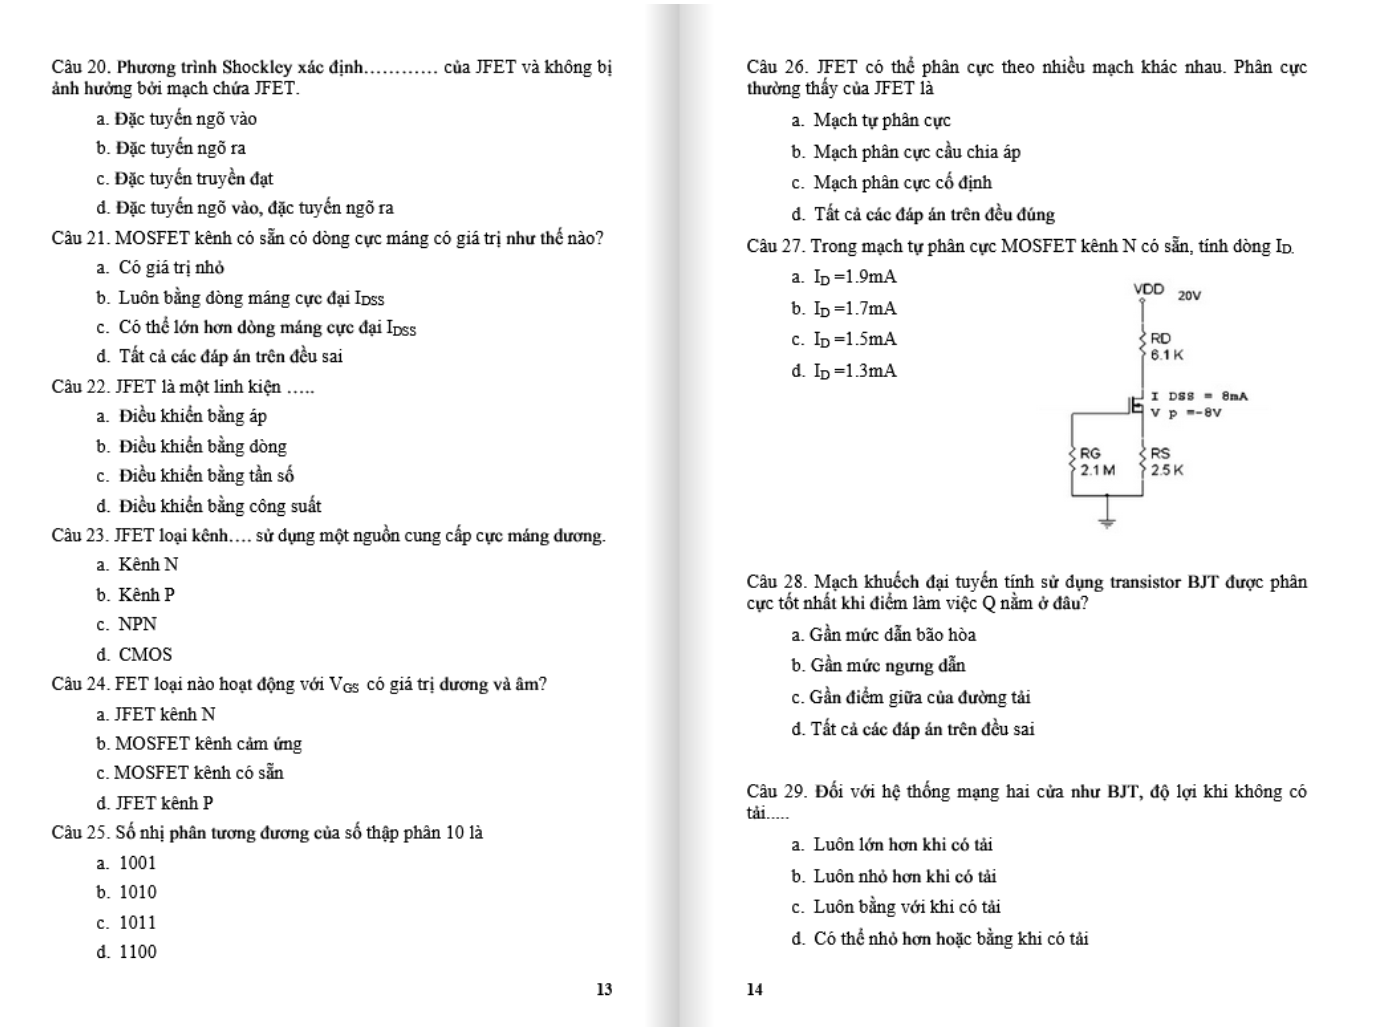 Câu 20. Phương trình Shockley xác định............ của JFET và không bị
ảnh hưởng bởi mạch chứa JFET.
a. Đặc tuyến ngõ vào
b. Đặc tuyến ngõ ra
c. Đặc tuyến truyền đạt
d. Đặc tuyến ngõ vào, đặc tuyến ngõ ra
Câu 21. MOSFET kênh có sẵn có dòng cực máng có giá trị như thế nào?
a. Có giá trị nhỏ
b. Luôn bằng dòng máng cực đại IDSS
c. Có thể lớn hơn dòng máng cực đại IDSS
d. Tất cả các đáp án trên đều sai
Câu 22. JFET là một linh kiện .....
a. Điều khiển bằng áp
b. Điều khiển bằng dòng
c. Điều khiển bằng tần số
d. Điều khiển bằng công suất
Câu 23. JFET loại kênh.... sử dụng một nguồn cung cấp cực máng dương.
a. Kênh N
b. Kênh P
c. NPN
d. CMOS
Câu 24. FET loại nào hoạt động với VGS có giá trị dương và âm?
a. JFET kênh N
b. MOSFET kênh cảm ứng
c. MOSFET kênh có sẵn
d. JFET kênh P
Câu 25. Số nhị phân tương đương của số thập phân 10 là
a. 1001
b. 1010
c. 1011
d. 1100
13
Câu 26. JFET có thể phân cực theo nhiều mạch khác nhau. Phân cực
thường thấy của JFET là
a. Mạch tự phân cực
b. Mạch phân cực cầu chia áp
c. Mạch phân cực cố định
d. Tất cả các đáp án trên đều đúng
Câu 27. Trong mạch tự phân cực MOSFET kênh N có sẵn, tính dòng ID.
a. ID =1.9mA
b. ID =1.7mA
c. ID =1.5mA
d. ID =1.3mA
VDD 20V
RD
6.1 K
I DSS = 8mA
V p =-8V
RG
2.1 M
RS
2.5 K
Câu 28. Mạch khuếch đại tuyến tính sử dụng transistor BJT được phân
cực tốt nhất khi điểm làm việc Q nằm ở đâu?
a. Gần mức dẫn bão hòa
b. Gần mức ngưng dẫn
c. Gần điểm giữa của đường tải
d. Tất cả các đáp án trên đều sai
Câu 29. Đối với hệ thống mạng hai cửa như BJT, độ lợi khi không có
tải.....
a. Luôn lớn hơn khi có tải
b. Luôn nhỏ hơn khi có tải
c. Luôn bằng với khi có tải
d. Có thể nhỏ hơn hoặc bằng khi có tải
14